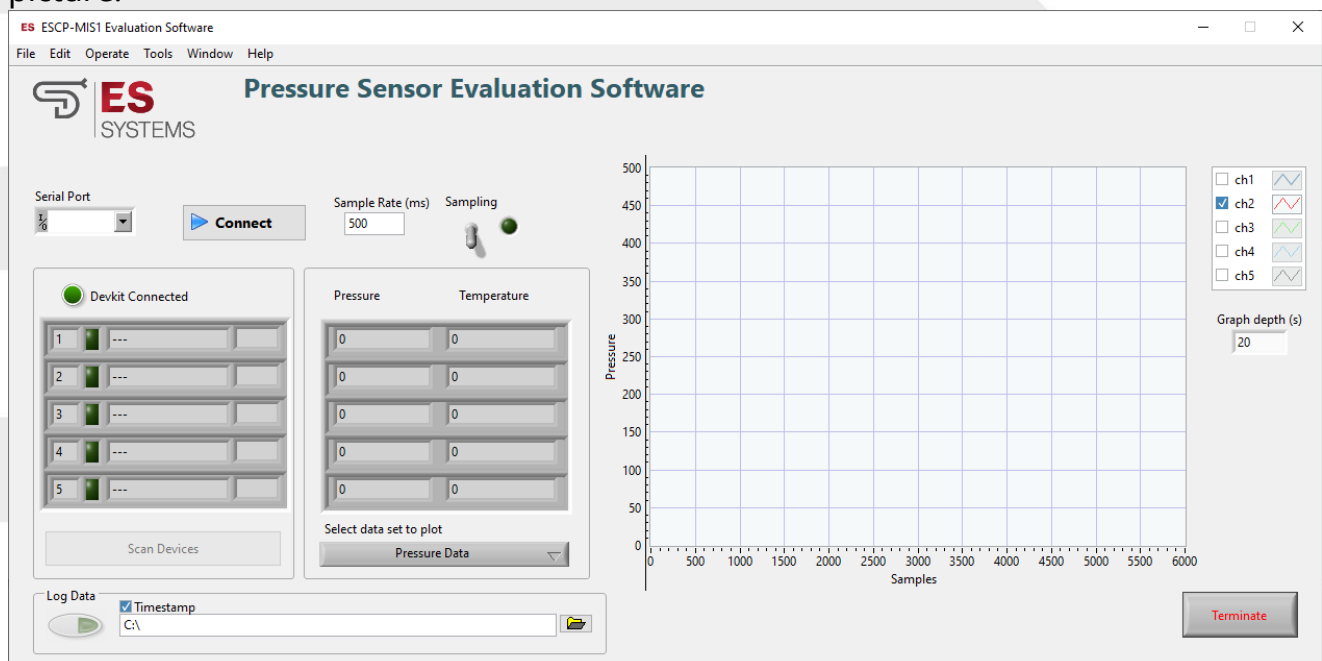 picture.
ES ESCP-MIS1 Evaluation Software
File Edit Operate Tools Window Help
ES
SYSTEMS
Pressure Sensor Evaluation Software
Serial Port
I/O
Connect
Sample Rate (ms)
500
Sampling
Devkit Connected
1 ---
2 ---
3 ---
4 ---
5 ---
Scan Devices
Pressure Temperature
0 0
0 0
0 0
0 0
0 0
Select data set to plot
Pressure Data
Log Data
Timestamp
C:\
Pressure
500
450
400
350
300
250
200
150
100
50
0
0 500 1000 1500 2000 2500 3000 3500 4000 4500 5000 5500 6000
Samples
ch1
ch2
ch3
ch4
ch5
Graph depth (s)
20
Terminate